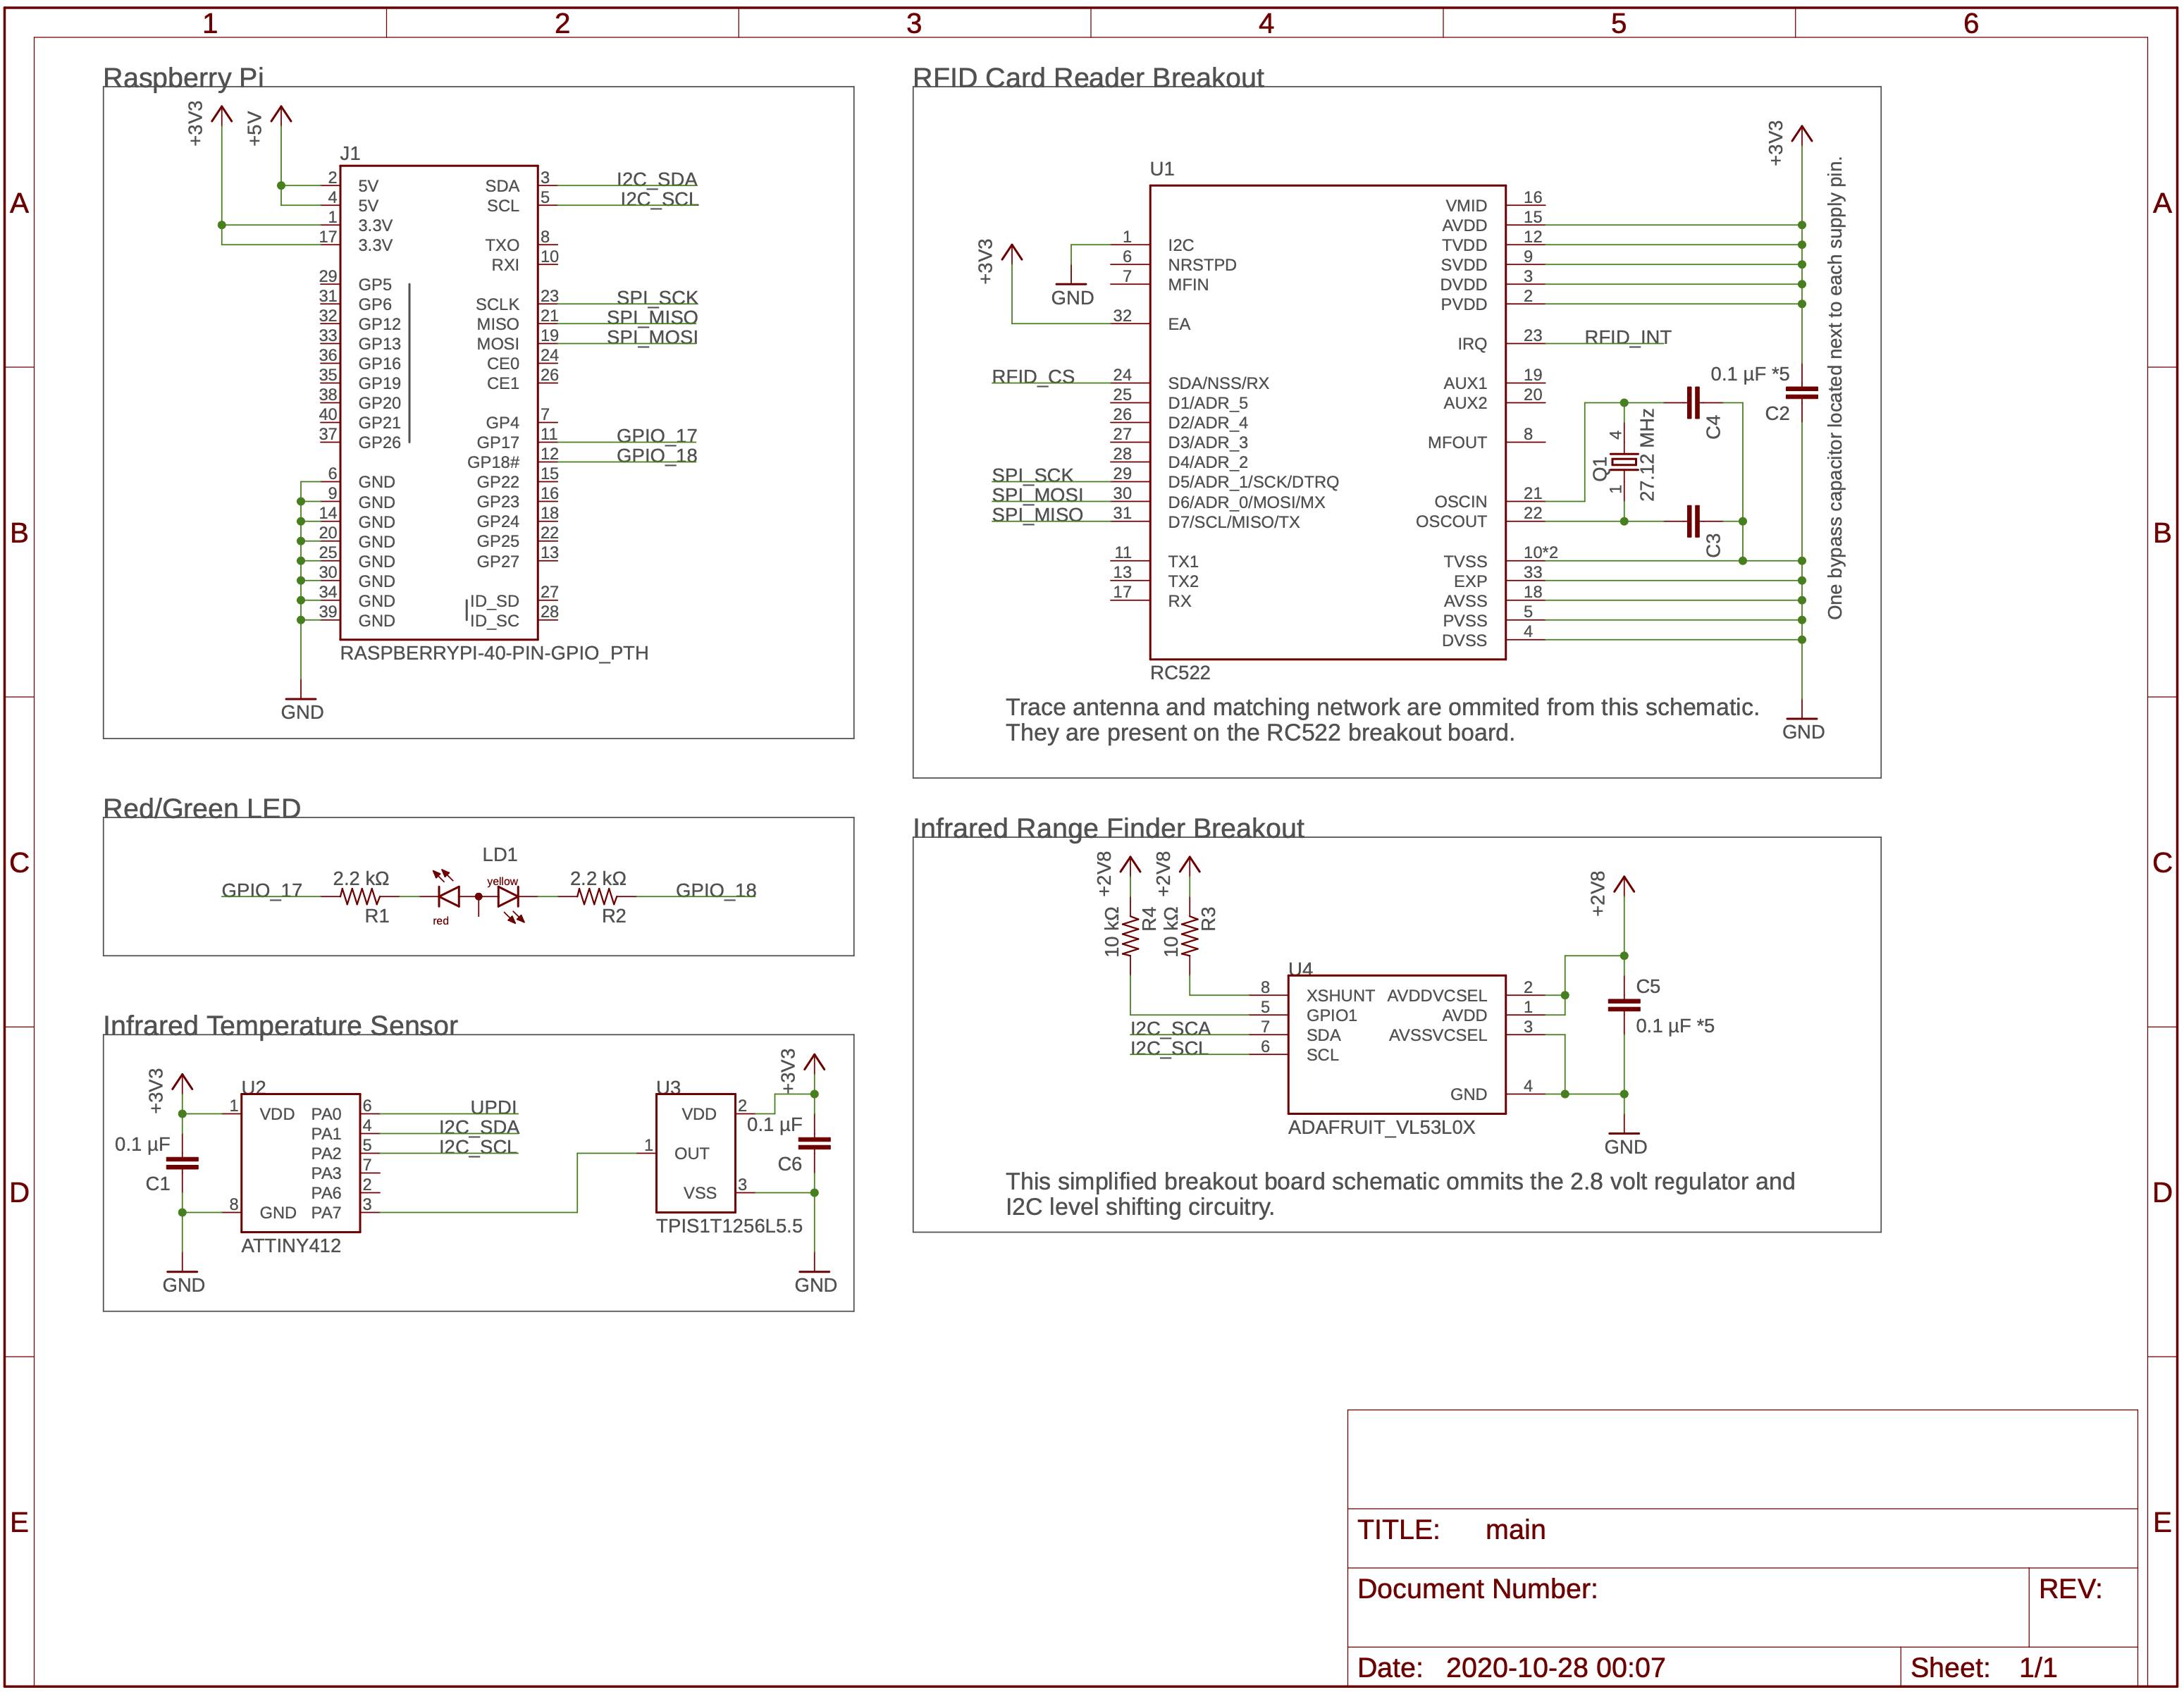 1 2 3 4 5 6
A A
B B
C C
D D
E E
Raspberry Pi
+3V3
+5V
J1
2 5V SDA 3 I2C_SDA
4 5V SCL 5 I2C_SCL
1 3.3V
17 3.3V TXO 8
RXI 10
29 GP5
31 GP6 SCLK 23 SPI_SCK
32 GP12 MISO 21 SPI_MISO
33 GP13 MOSI 19 SPI_MOSI
36 GP16 CE0 24
35 GP19 CE1 26
38 GP20
40 GP21 GP4 7
37 GP26 GP17 11 GPIO_17
GP18# 12 GPIO_18
6 GND GP22 15
9 GND GP23 16
14 GND GP24 18
20 GND GP25 22
25 GND GP27 13
30 GND
34 GND ID_SD 27
39 GND ID_SC 28
RASPBERRYPI-40-PIN-GPIO_PTH
GND
RFID Card Reader Breakout
+3V3
U1
VMID 16
AVDD 15
1 I2C TVDD 12
6 NRSTPD SVDD 9
7 MFIN DVDD 3
PVDD 2
+3V3
GND
32 EA
IRQ 23 RFID_INT
RFID_CS 24 SDA/NSS/RX AUX1 19
25 D1/ADR_5 AUX2 20
26 D2/ADR_4
27 D3/ADR_3 MFOUT 8
28 D4/ADR_2
SPI_SCK 29 D5/ADR_1/SCK/DTRQ
SPI_MOSI 30 D6/ADR_0/MOSI/MX OSCIN 21
SPI_MISO 31 D7/SCL/MISO/TX OSCOUT 22
11 TX1 TVSS 10*2
13 TX2 EXP 33
17 RX AVSS 18
PVSS 5
DVSS 4
RC522
0.1 µF *5
C2
C4
Q1
4
1
27.12 MHz
C3
One bypass capacitor located next to each supply pin.
GND
Trace antenna and matching network are ommited from this schematic.
They are present on the RC522 breakout board.
Red/Green LED
LD1
GPIO_17 2.2 kΩ yellow 2.2 kΩ GPIO_18
R1 red R2
Infrared Range Finder Breakout
+2V8
+2V8
+2V8
10 kΩ
R4
10 kΩ
R3
U4
8 XSHUNT AVDDVCSEL 2
5 GPIO1 AVDD 1
I2C_SCA 7 SDA AVSSVCSEL 3
I2C_SCL 6 SCL
GND 4
ADAFRUIT_VL53L0X
C5
0.1 µF *5
GND
This simplified breakout board schematic ommits the 2.8 volt regulator and
I2C level shifting circuitry.
Infrared Temperature Sensor
+3V3
U2
1 VDD PA0 6 UPDI
PA1 4 I2C_SDA
PA2 5 I2C_SCL
PA3 7
PA6 2
8 GND PA7 3
ATTINY412
0.1 µF
C1
GND
U3
+3V3
VDD 2
1 OUT
VSS 3
TPIS1T1256L5.5
0.1 µF
C6
GND
TITLE: main
Document Number:
REV:
Date: 2020-10-28 00:07
Sheet: 1/1